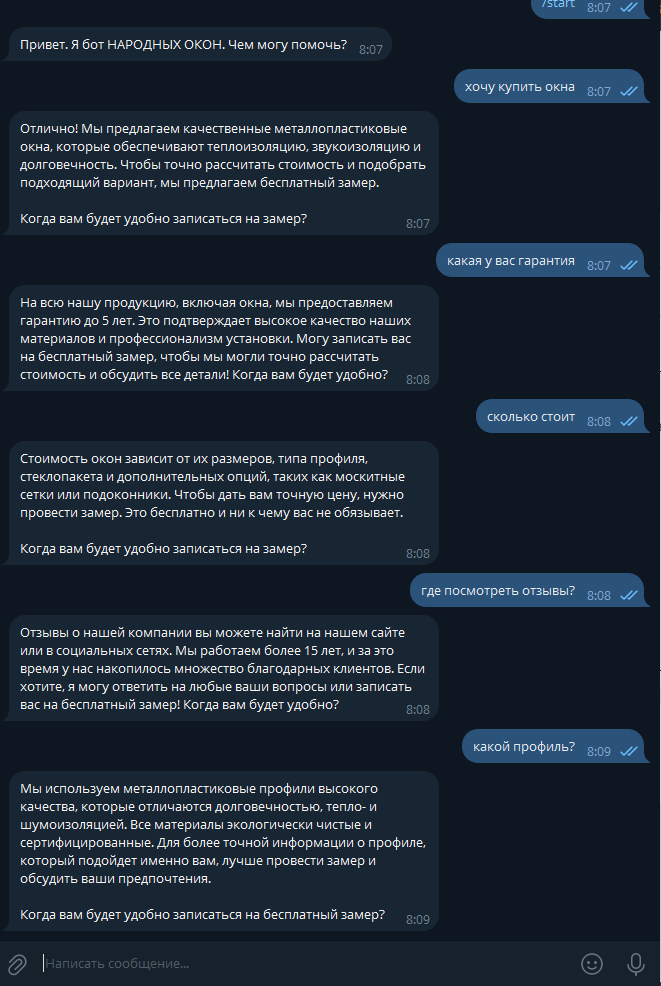 /start 8:07
Привет. Я бот НАРОДНЫХ ОКОН. Чем могу помочь? 8:07
хочу купить окна 8:07
Отлично! Мы предлагаем качественные металлопластиковые
окна, которые обеспечивают теплоизоляцию, звукоизоляцию и
долговечность. Чтобы точно рассчитать стоимость и подобрать
подходящий вариант, мы предлагаем бесплатный замер.
Когда вам будет удобно записаться на замер? 8:07
какая у вас гарантия 8:07
На всю нашу продукцию, включая окна, мы предоставляем
гарантию до 5 лет. Это подтверждает высокое качество наших
материалов и профессионализм установки. Могу записать вас
на бесплатный замер, чтобы мы могли точно рассчитать
стоимость и обсудить все детали! Когда вам будет удобно? 8:08
сколько стоит 8:08
Стоимость окон зависит от их размеров, типа профиля,
стеклопакета и дополнительных опций, таких как москитные
сетки или подоконники. Чтобы дать вам точную цену, нужно
провести замер. Это бесплатно и ни к чему вас не обязывает.
Когда вам будет удобно записаться на замер? 8:08
где посмотреть отзывы? 8:08
Отзывы о нашей компании вы можете найти на нашем сайте
или в социальных сетях. Мы работаем более 15 лет, и за это
время у нас накопилось множество благодарных клиентов. Если
хотите, я могу ответить на любые ваши вопросы или записать
вас на бесплатный замер! Когда вам будет удобно? 8:08
какой профиль? 8:09
Мы используем металлопластиковые профили высокого
качества, которые отличаются долговечностью, тепло- и
шумоизоляцией. Все материалы экологически чистые и
сертифицированные. Для более точной информации о профиле,
который подойдет именно вам, лучше провести замер и
обсудить ваши предпочтения.
Когда вам будет удобно записаться на бесплатный замер? 8:09
Написать сообщение...